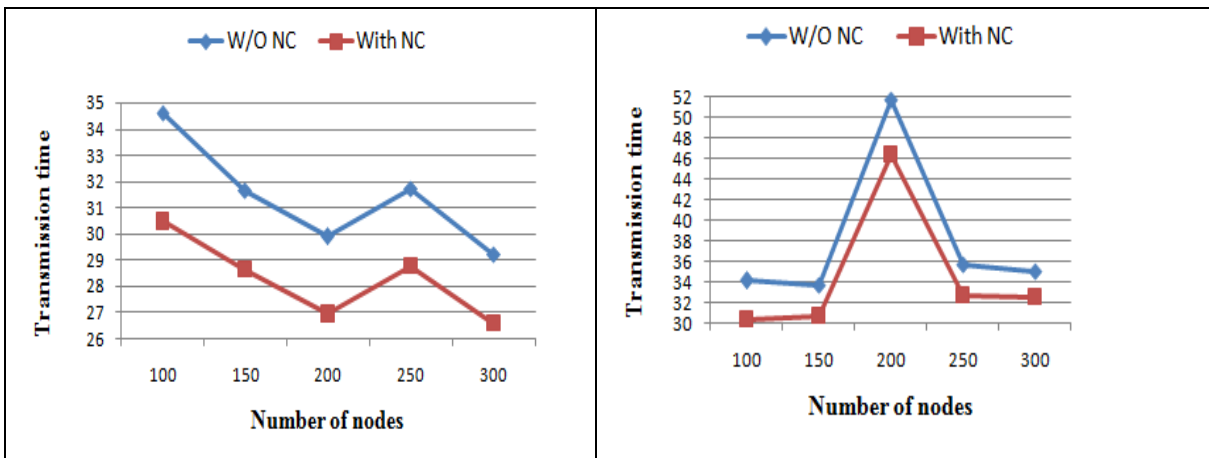 W/O NC With NC
35
34
33
32
31
30
29
28
27
26
Transmission time
100 150 200 250 300
Number of nodes
W/O NC With NC
52
50
48
46
44
42
40
38
36
34
32
30
Transmission time
100 150 200 250 300
Number of nodes